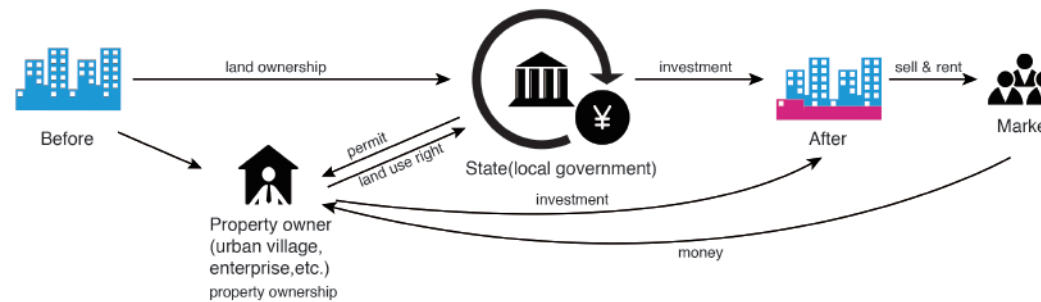 land ownership
investment
sell & rent
Before
permit
land use right
¥
State(local government)
After
Marke
Property owner
(urban village,
enterprise,etc.)
property ownership
investment
money